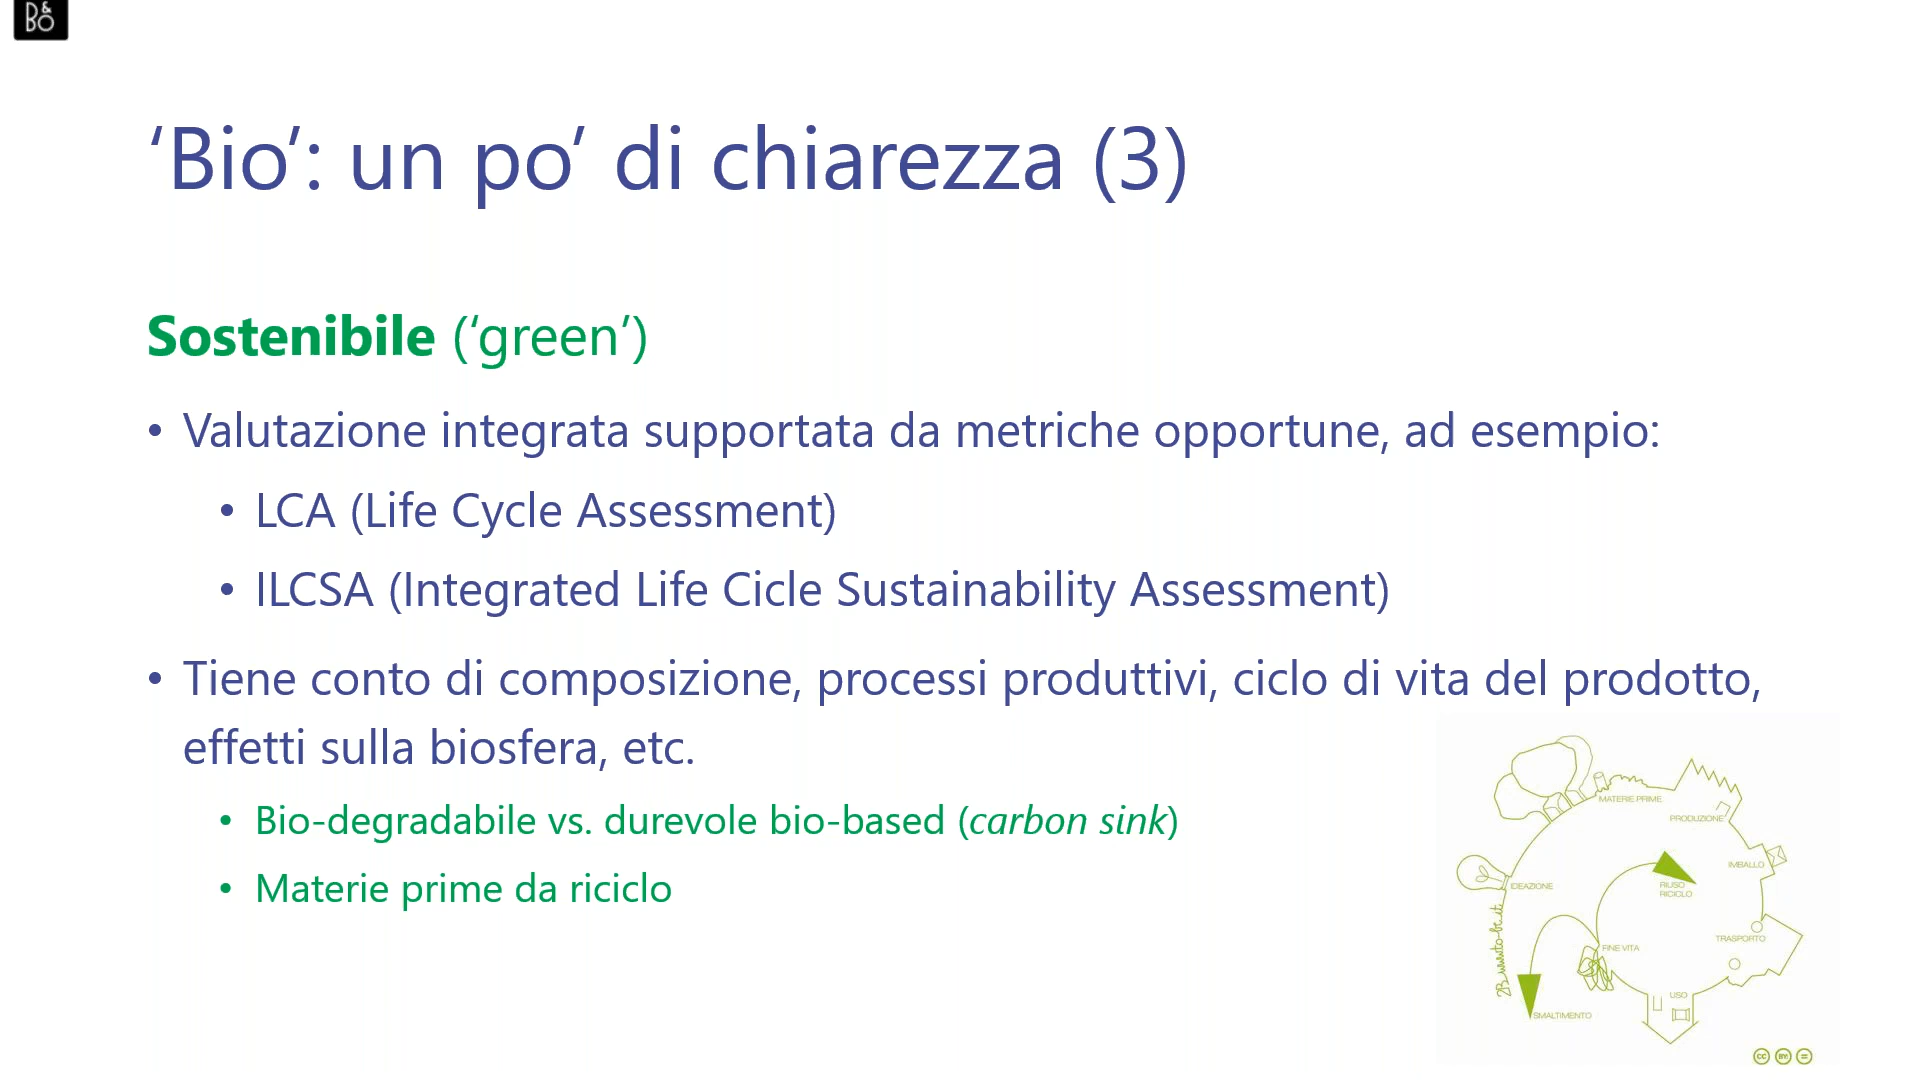 B&O
‘Bio‘: un po‘ di chiarezza (3)
Sostenibile (‘green’)
• Valutazione integrata supportata da metriche opportune, ad esempio:
• LCA (Life Cycle Assessment)
• ILCSA (Integrated Life Cicle Sustainability Assessment)
• Tiene conto di composizione, processi produttivi, ciclo di vita del prodotto,
effetti sulla biosfera, etc.
• Bio-degradabile vs. durevole bio-based (carbon sink)
• Materie prime da riciclo
MATERIE PRIME
PRODUZIONE
IMBALLO
RIUSO
RICICLO
IDEAZIONE
TRASPORTO
FINE VITA
USO
SMALTIMENTO
CC BY =